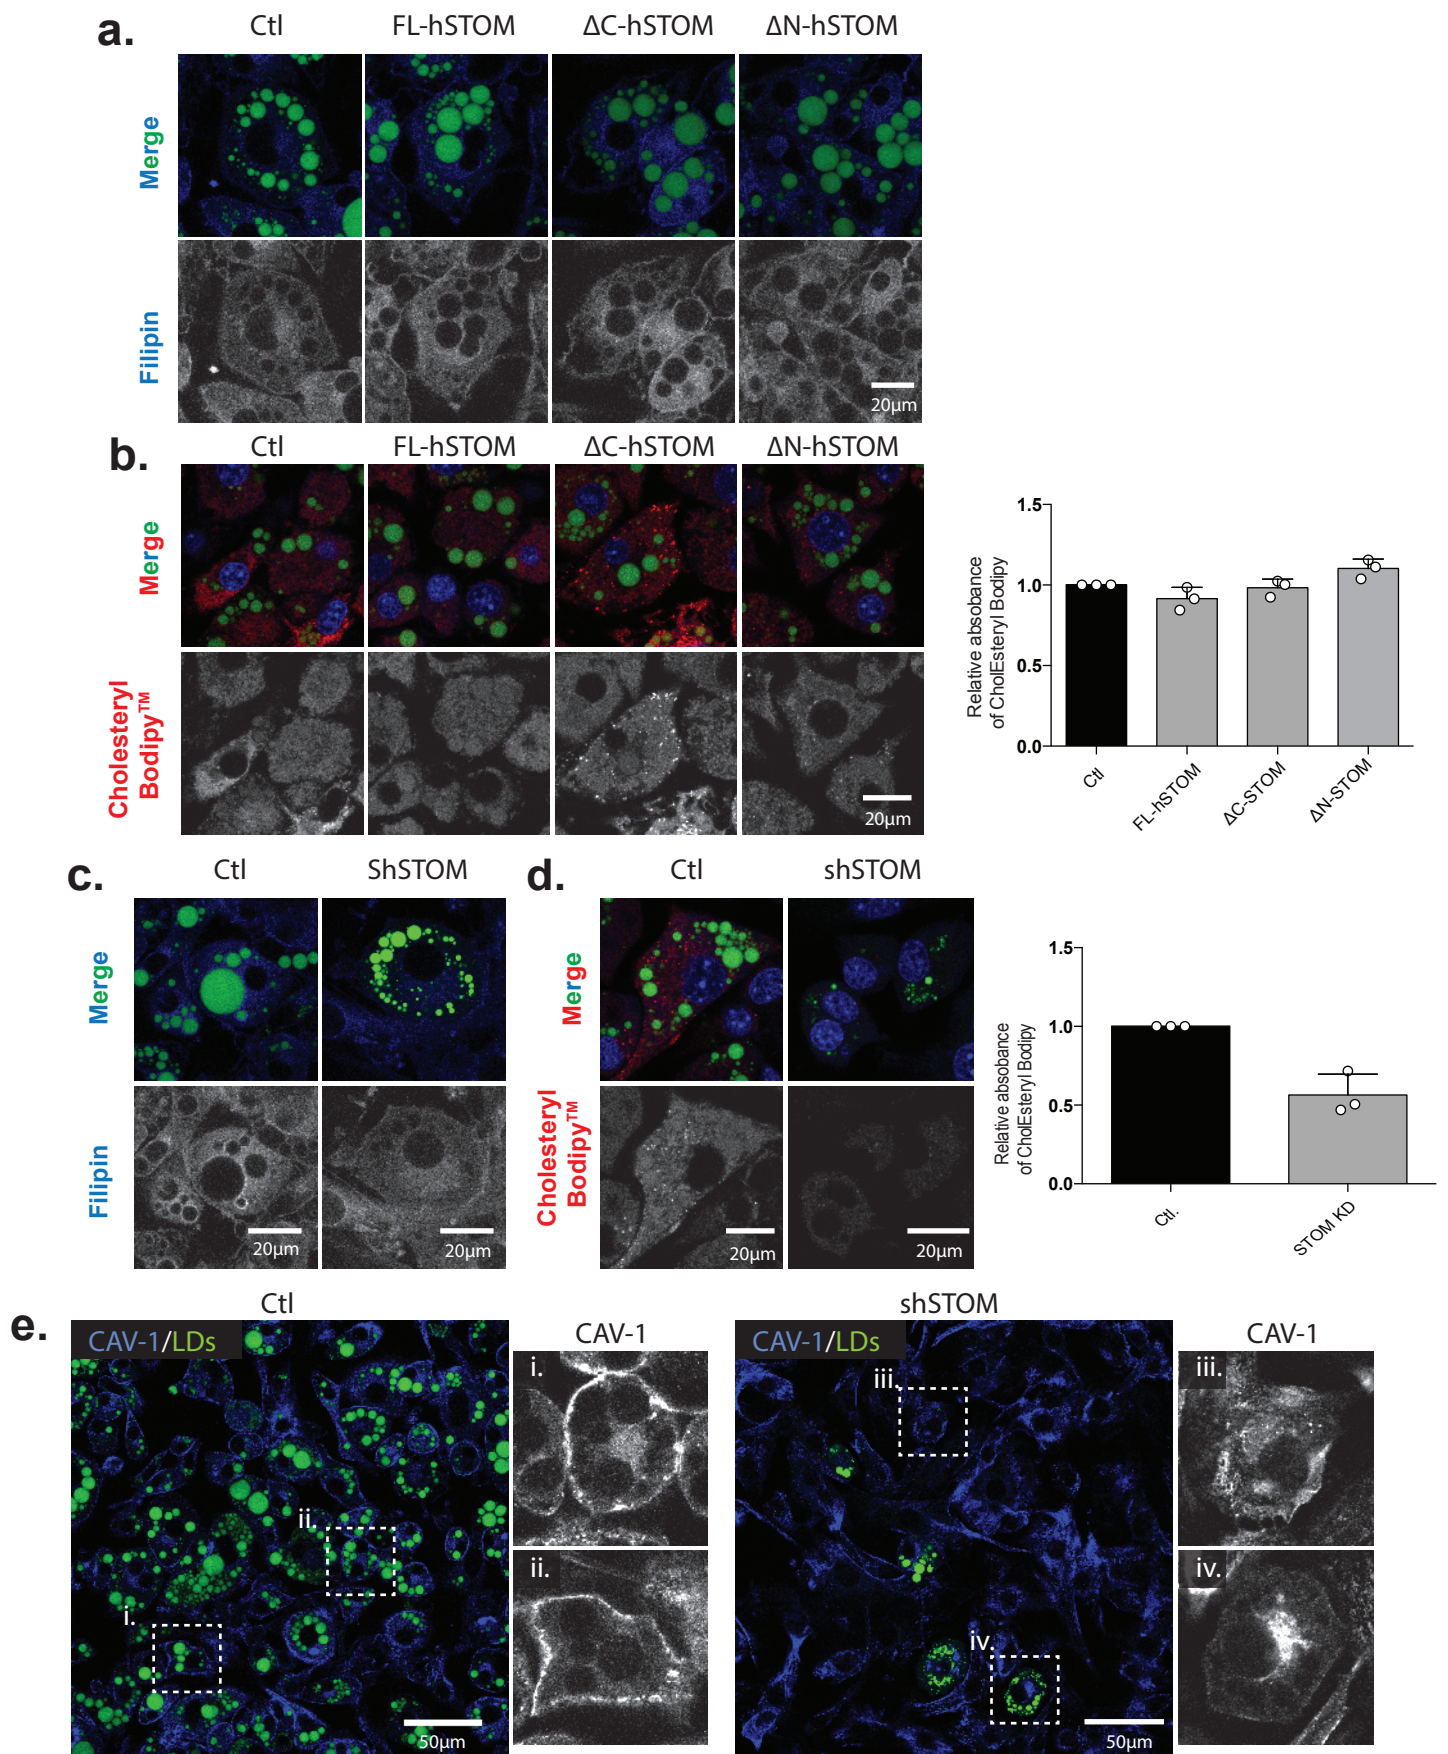 a.
Ctl FL-hSTOM ΔC-hSTOM ΔN-hSTOM
Merge
Filipin
20µm
b.
Ctl FL-hSTOM ΔC-hSTOM ΔN-hSTOM
Merge
Cholesteryl
Bodipy™
20µm
Relative absobance
of CholEsteryl Bodipy
1.5
1.0
0.5
0.0
Ctl
FL-hSTOM
ΔC-STOM
ΔN-STOM
c.
Ctl ShSTOM
Merge
Filipin
20µm 20µm
d.
Ctl shSTOM
Merge
Cholesteryl
Bodipy™
20µm 20µm
Relative absobance
of CholEsteryl Bodipy
1.5
1.0
0.5
0.0
Ctl.
STOM KD
e.
Ctl
CAV-1/LDs
i.
ii.
50µm
CAV-1
i.
ii.
shSTOM
CAV-1/LDs
iii.
iv.
50µm
CAV-1
iii.
iv.